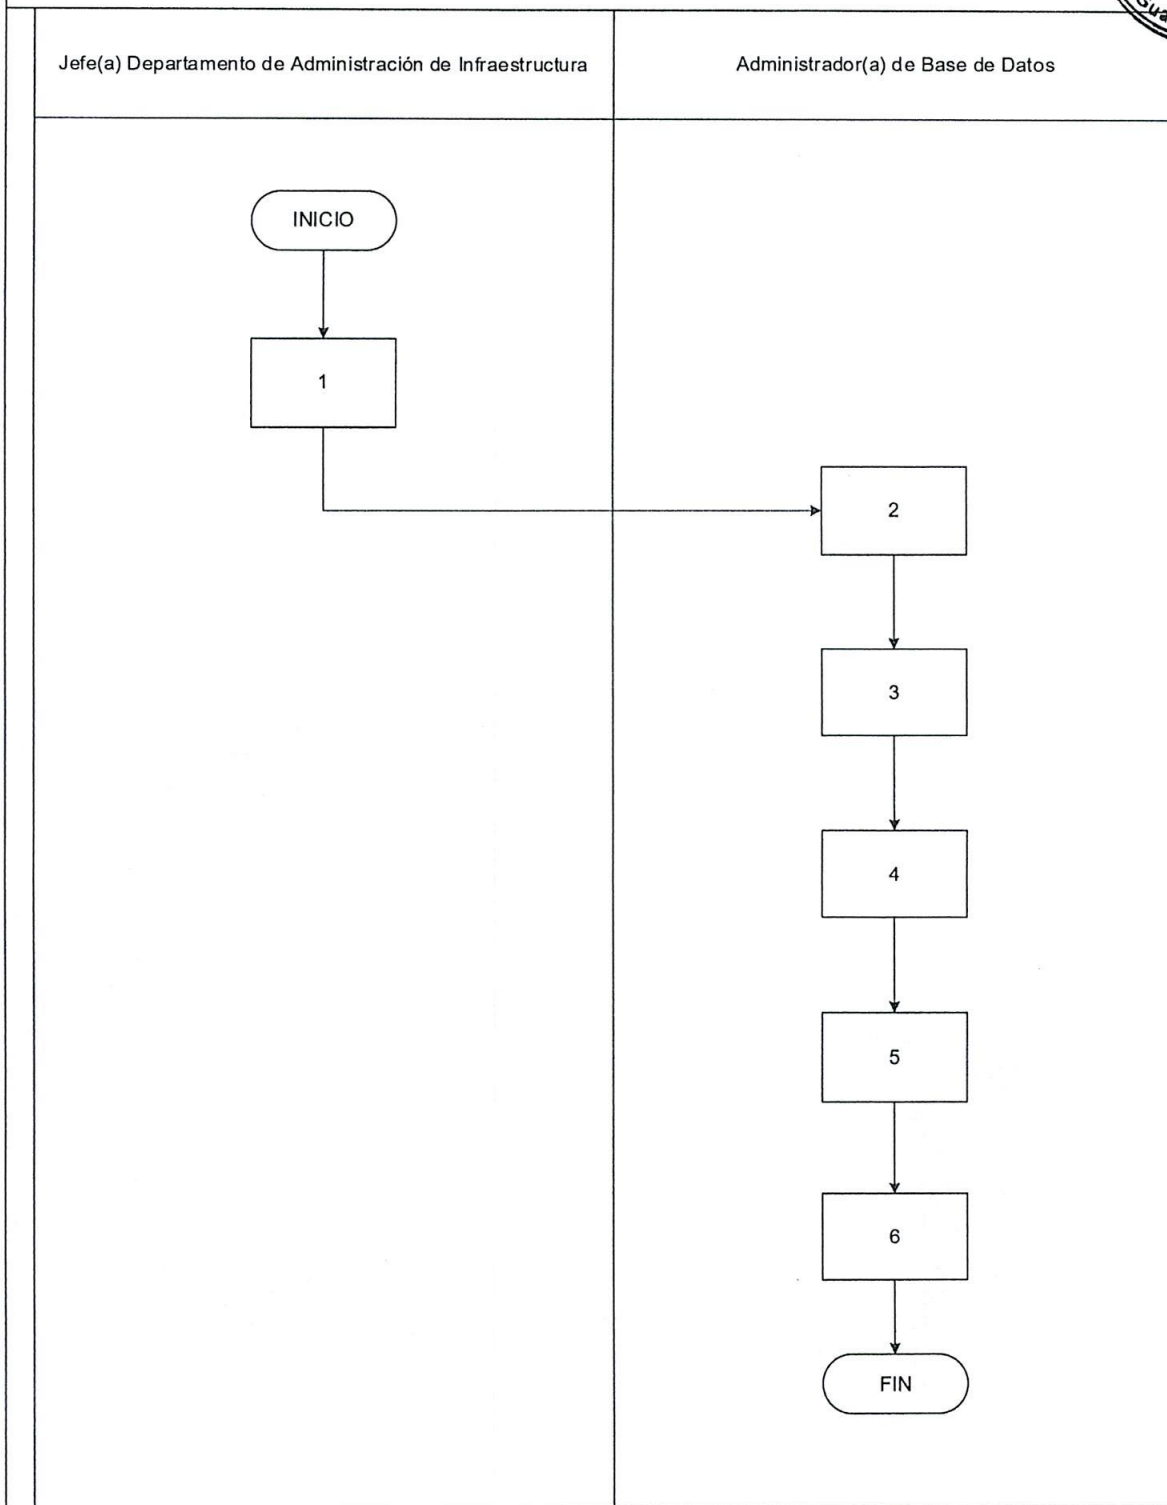 Jefe(a) Departamento de Administración de Infraestructura
Administrador(a) de Base de Datos
INICIO
1
2
3
4
5
6
FIN